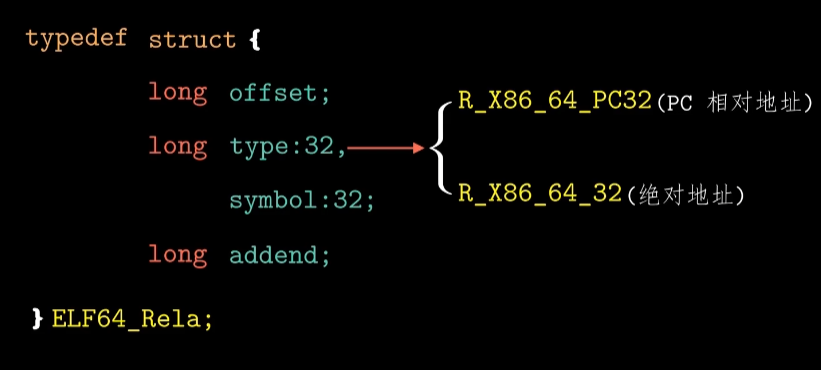 typedef struct {
long offset;
R_X86_64_PC32(PC 相对地址)
long type:32,
symbol:32;
R_X86_64_32(绝对地址)
long addend;
} ELF64_Rela;